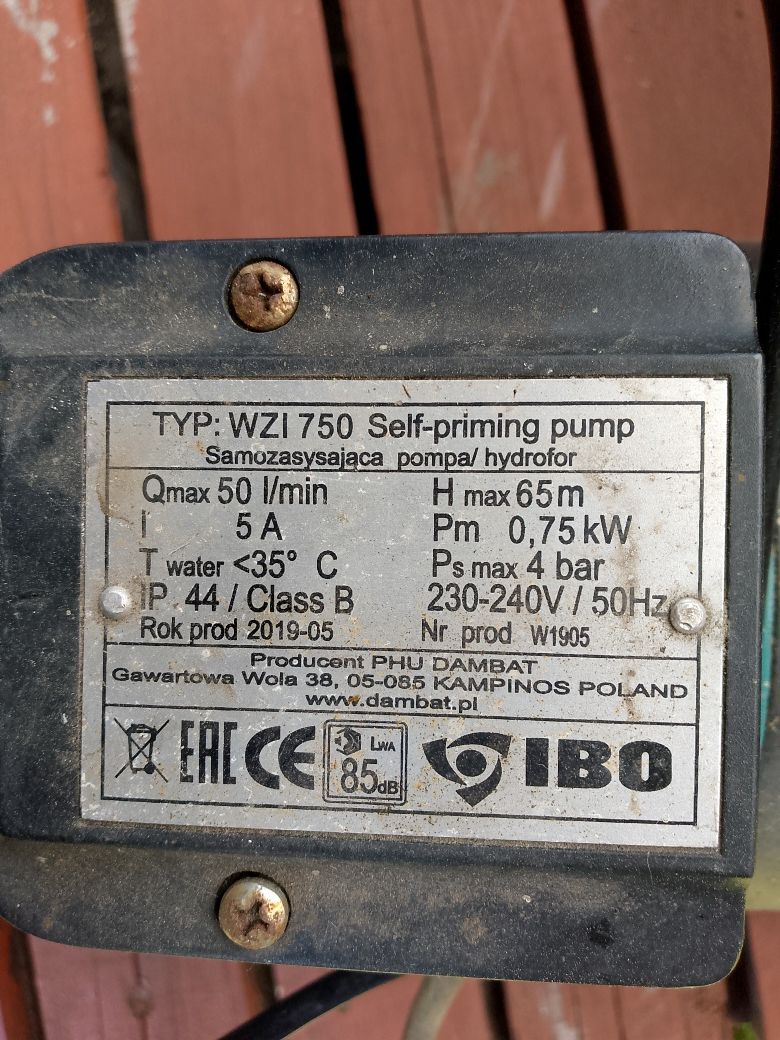 TYP: WZI 750 Self-priming pump
Samozasysająca pompa/ hydrofor
Qmax 50 l/min H max 65m
I 5 A Pm 0,75 kW
T water <35° C Ps max 4 bar
IP 44 / Class B 230-240V / 50Hz
Rok prod 2019-05 Nr prod W1905
Producent PHU DAMBAT
Gawartowa Wola 38, 05-085 KAMPINOS POLAND
www.dambat.pl
EAC CE LWA 85dB IBO